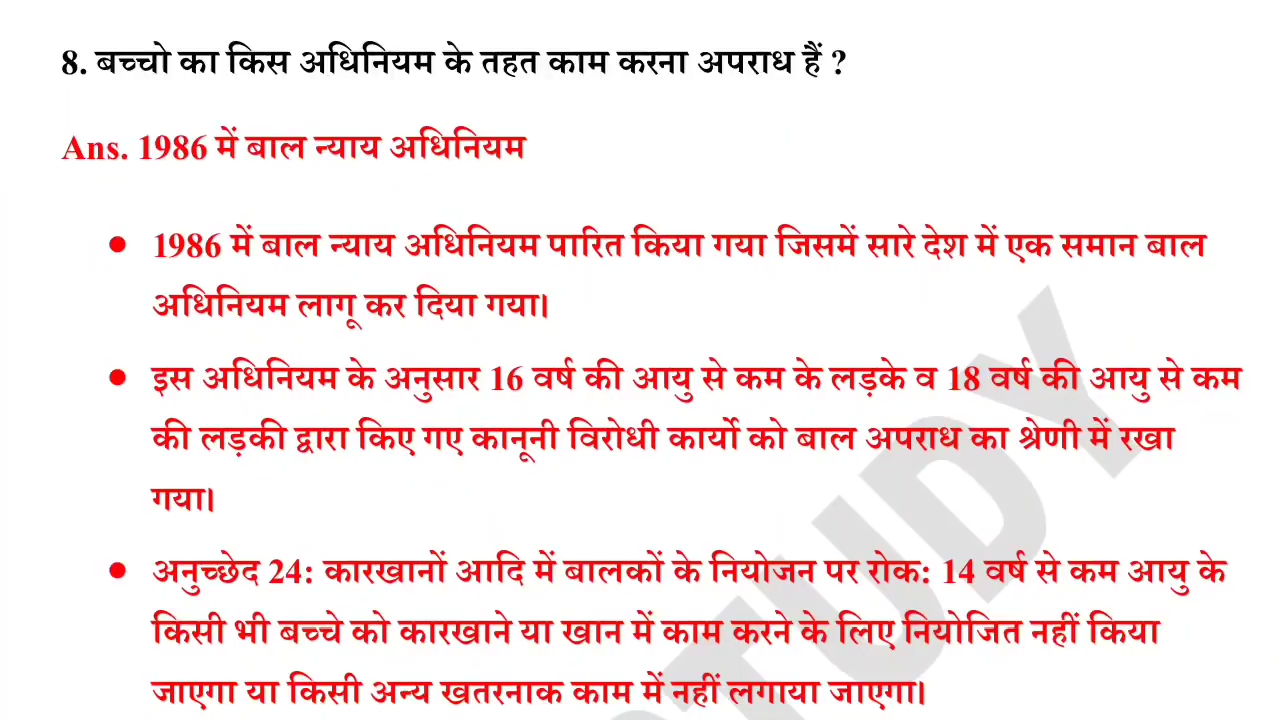 8. बच्चो का किस अधिनियम के तहत काम करना अपराध हैं ?
Ans. 1986 में बाल न्याय अधिनियम
● 1986 में बाल न्याय अधिनियम पारित किया गया जिसमें सारे देश में एक समान बाल
अधिनियम लागू कर दिया गया।
● इस अधिनियम के अनुसार 16 वर्ष की आयु से कम के लड़के व 18 वर्ष की आयु से कम
की लड़की द्वारा किए गए कानूनी विरोधी कार्यो को बाल अपराध का श्रेणी में रखा
गया।
● अनुच्छेद 24: कारखानों आदि में बालकों के नियोजन पर रोक: 14 वर्ष से कम आयु के
किसी भी बच्चे को कारखाने या खान में काम करने के लिए नियोजित नहीं किया
जाएगा या किसी अन्य खतरनाक काम में नहीं लगाया जाएगा।
STUDY